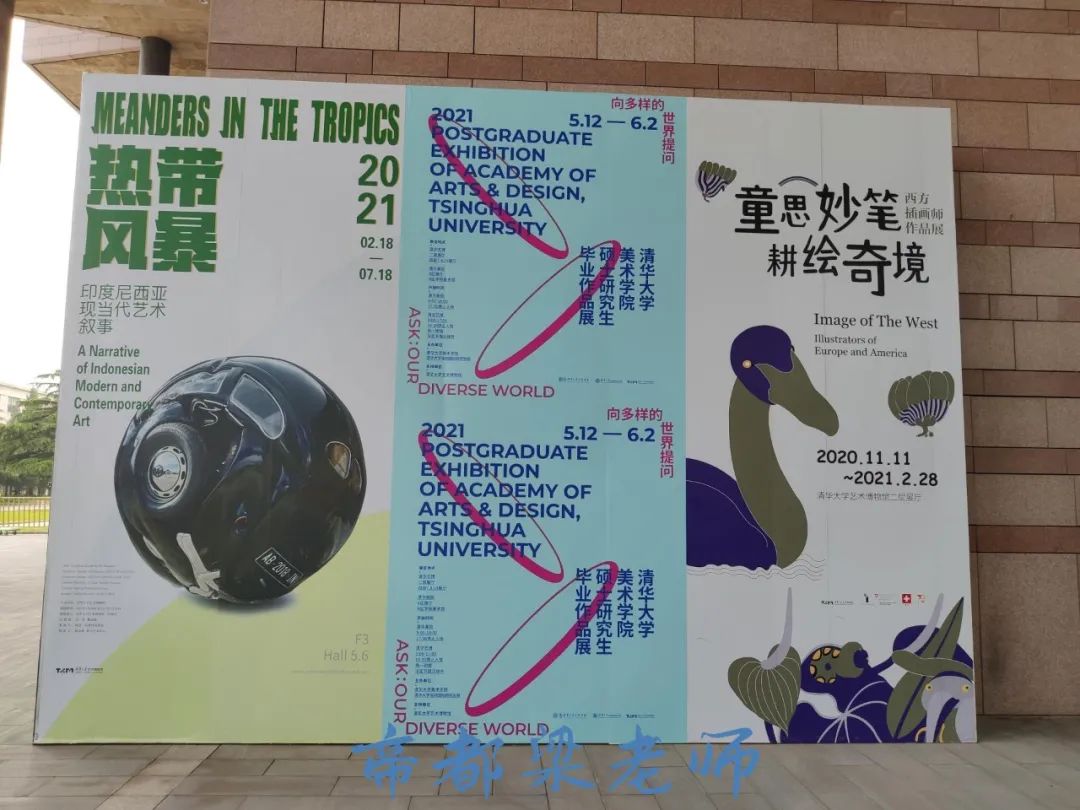 MEANDERS IN THE TROPICS
热带
风暴
20
21
02.18
—
07.18
印度尼西亚
现当代艺术
叙事
A Narrative
of Indonesian
Modern and
Contemporary
Art
AB 2018 IN
F3
Hall 5.6
向多样的
世界提问
2021
5.12 — 6.2
POSTGRADUATE
EXHIBITION
OF ACADEMY OF
ARTS & DESIGN,
TSINGHUA
UNIVERSITY
清华大学
美术学院
硕士研究生
毕业作品展
ASK:OUR
DIVERSE WORLD
向多样的
世界提问
2021
5.12 — 6.2
POSTGRADUATE
EXHIBITION
OF ACADEMY OF
ARTS & DESIGN,
TSINGHUA
UNIVERSITY
清华大学
美术学院
硕士研究生
毕业作品展
ASK:OUR
DIVERSE WORLD
童思妙笔
耕绘奇境
西方
插画师
作品展
Image of The West
Illustrators of
Europe and America
2020.11.11
~2021.2.28
清华大学艺术博物馆二层展厅
帝都梁老师